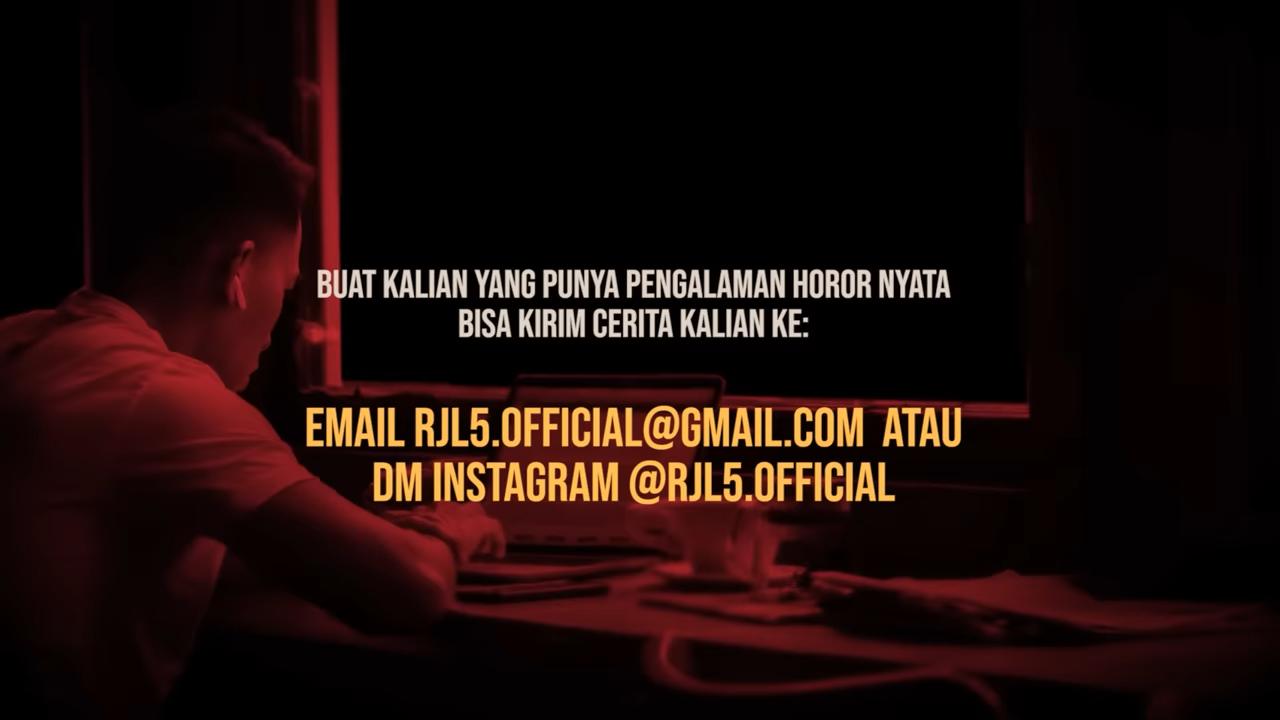 BUAT KALIAN YANG PUNYA PENGALAMAN HOROR NYATA
BISA KIRIM CERITA KALIAN KE:
EMAIL RJL5.OFFICIAL@GMAIL.COM ATAU
DM INSTAGRAM @RJL5.OFFICIAL